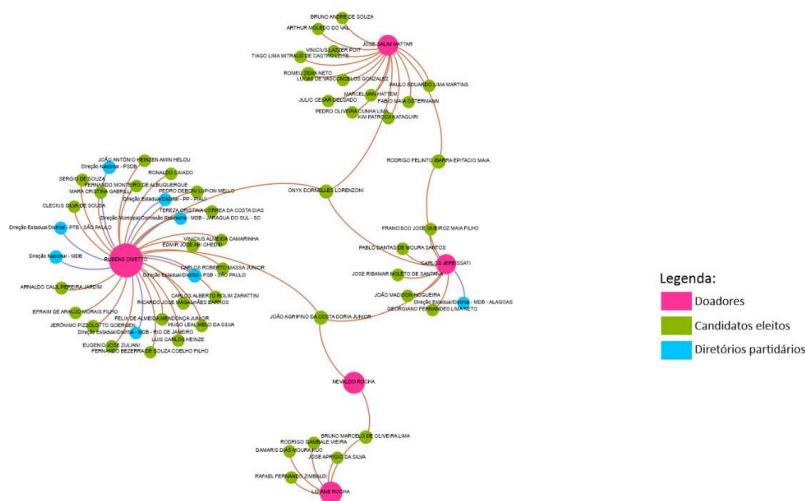 BRUNO ANDRÉ DE SOUZA
ARTHUR MOLEDO DO VAL
JOSÉ SALIM MATTAR
VINICIUS LAZZER POIT
TIAGO LIMA MITRAUD DE CASTRO LEITE
ROMEU ZEMA NETO
LUCAS DE VASCONCELOS GONZALEZ
PAULO EDUARDO LIMA MARTINS
MARCEL VAN HATTEM
JULIO CESAR DELGADO
FABIO MAIA OSTERMANN
PEDRO OLIVEIRA CUNHA LIMA
KIM PATROCA KATAGUIRI
RODRIGO FELINTO IBARRA EPITACIO MAIA
JOÃO ANTÔNIO HEINZEN AMIN HELOU
Direção Nacional - PSDB
RONALDO CAIADO
SERGIO DE SOUZA
FERNANDO MONTEIRO DE ALBUQUERQUE
MARA CRISTINA GABRILLI
PEDRO DEBONI LUPION MELLO
ONYX DORNELLES LORENZONI
Direção Estadual/Distrital - PP - PIAUÍ
CLECIUS SILVA DE SOUSA
TEREZA CRISTINA CORREA DA COSTA DIAS
Direção Municipal/Comissão Provisória - MDB - JARAGUÁ DO SUL - SC
Direção Estadual/Distrital - PTB - SÃO PAULO
FRANCISCO JOSÉ QUEIROZ MAIA FILHO
VINICIUS ALMEIDA CAMARINHA
EDMIR JOSÉ ABI CHEDID
PABLO SANTAS DE MOURA SANTOS
Direção Nacional - MDB
RUBENS OMETTO
CARLOS JEREISSATI
CARLOS ROBERTO MASSA JUNIOR
Direção Estadual/Distrital - PSB - SÃO PAULO
JOSE RIBAMAR NOLETO DE SANTANA
ARNALDO CALIL PEREIRA JARDIM
CARLOS ALBERTO ROLIM ZARATTINI
JOÃO MADISON NOGUEIRA
RICARDO JOSÉ MAGALHÃES BARROS
Direção Estadual/Distrital - MDB - ALAGOAS
EFRAIM DE ARAÚJO MORAIS FILHO
GEORGIANO FERNANDES LIMA NETO
JOÃO AGRIPINO DA COSTA DORIA JUNIOR
FELIX DE ALMEIDA MENDONÇA JUNIOR
JERÔNIMO PIZZOLOTTO GOERGEN
HUGO LEAL MELO DA SILVA
Direção Estadual/Distrital - MDB - RIO DE JANEIRO
LUIS CARLOS HEINZE
EUGENIO JOSÉ ZULIANI
FERNANDO BEZERRA DE SOUZA COELHO FILHO
NEVALDO ROCHA
BRUNO MARCELO DE OLIVEIRA LIMA
RODRIGO GAMBALE VIEIRA
DAMARIS DIAS MOURA KUO
JOSE APRIGIO DA SILVA
RAFAEL FERNANDO ZIMBALDI
LILIANE ROCHA
Legenda:
Doadores
Candidatos eleitos
Diretórios partidários